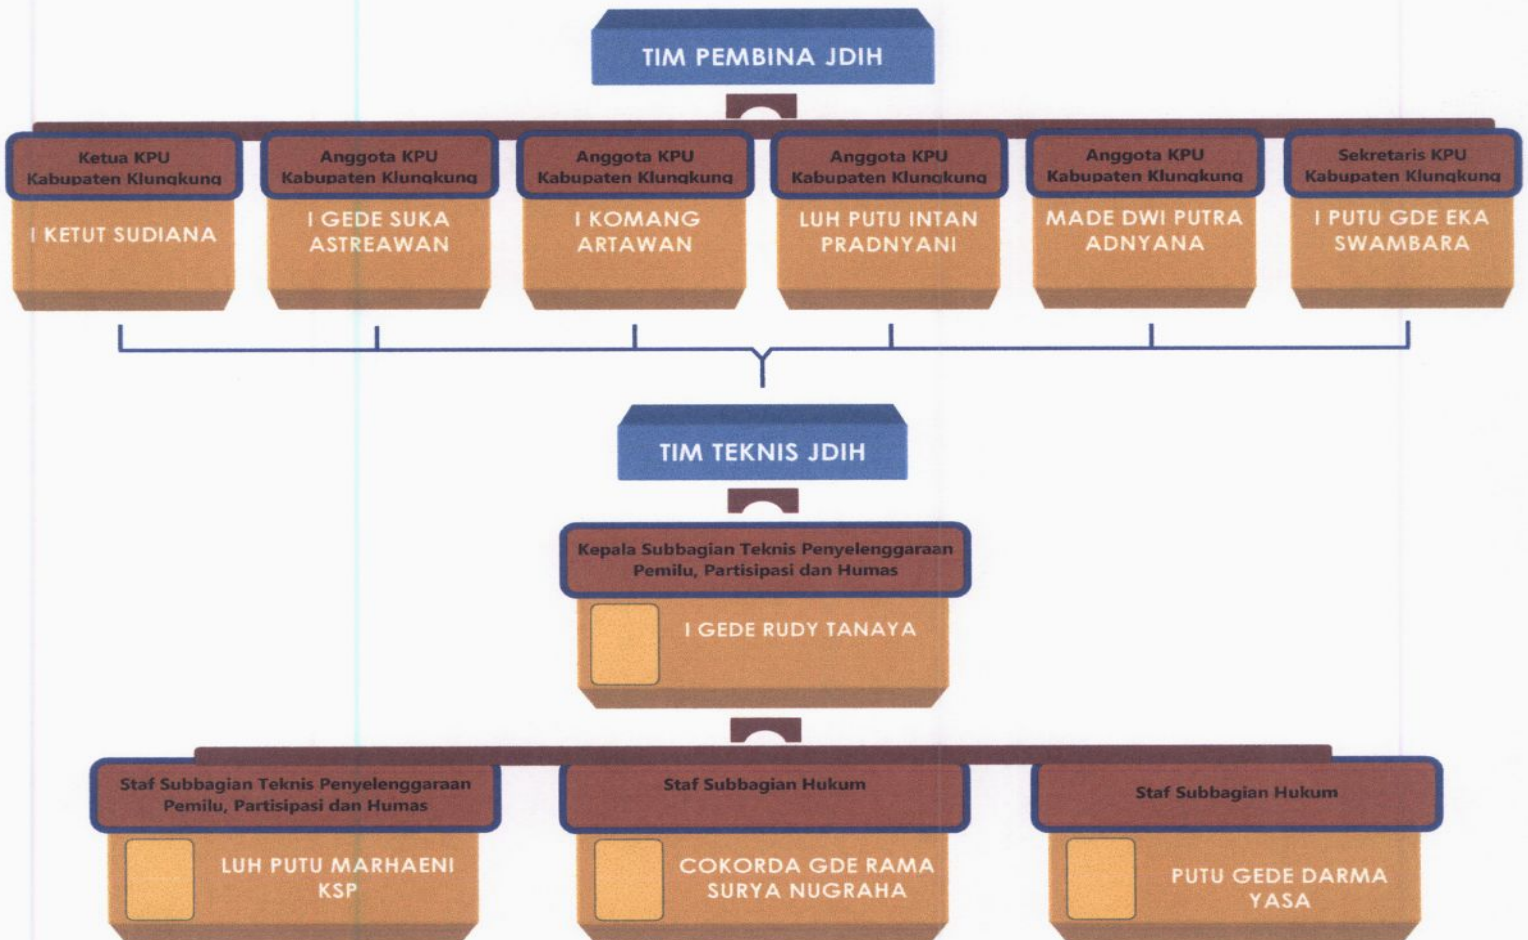 TIM PEMBINA JDIH
Ketua KPU
Kabupaten Klungkung
I KETUT SUDIANA
Anggota KPU
Kabupaten Klungkung
I GEDE SUKA
ASTREAWAN
Anggota KPU
Kabupaten Klungkung
I KOMANG
ARTAWAN
Anggota KPU
Kabupaten Klungkung
LUH PUTU INTAN
PRADNYANI
Anggota KPU
Kabupaten Klungkung
MADE DWI PUTRA
ADNYANA
Sekretaris KPU
Kabupaten Klungkung
I PUTU GDE EKA
SWAMBARA
TIM TEKNIS JDIH
Kepala Subbagian Teknis Penyelenggaraan
Pemilu, Partisipasi dan Humas
I GEDE RUDY TANAYA
Staf Subbagian Teknis Penyelenggaraan
Pemilu, Partisipasi dan Humas
LUH PUTU MARHAENI
KSP
Staf Subbagian Hukum
COKORDA GDE RAMA
SURYA NUGRAHA
Staf Subbagian Hukum
PUTU GEDE DARMA
YASA